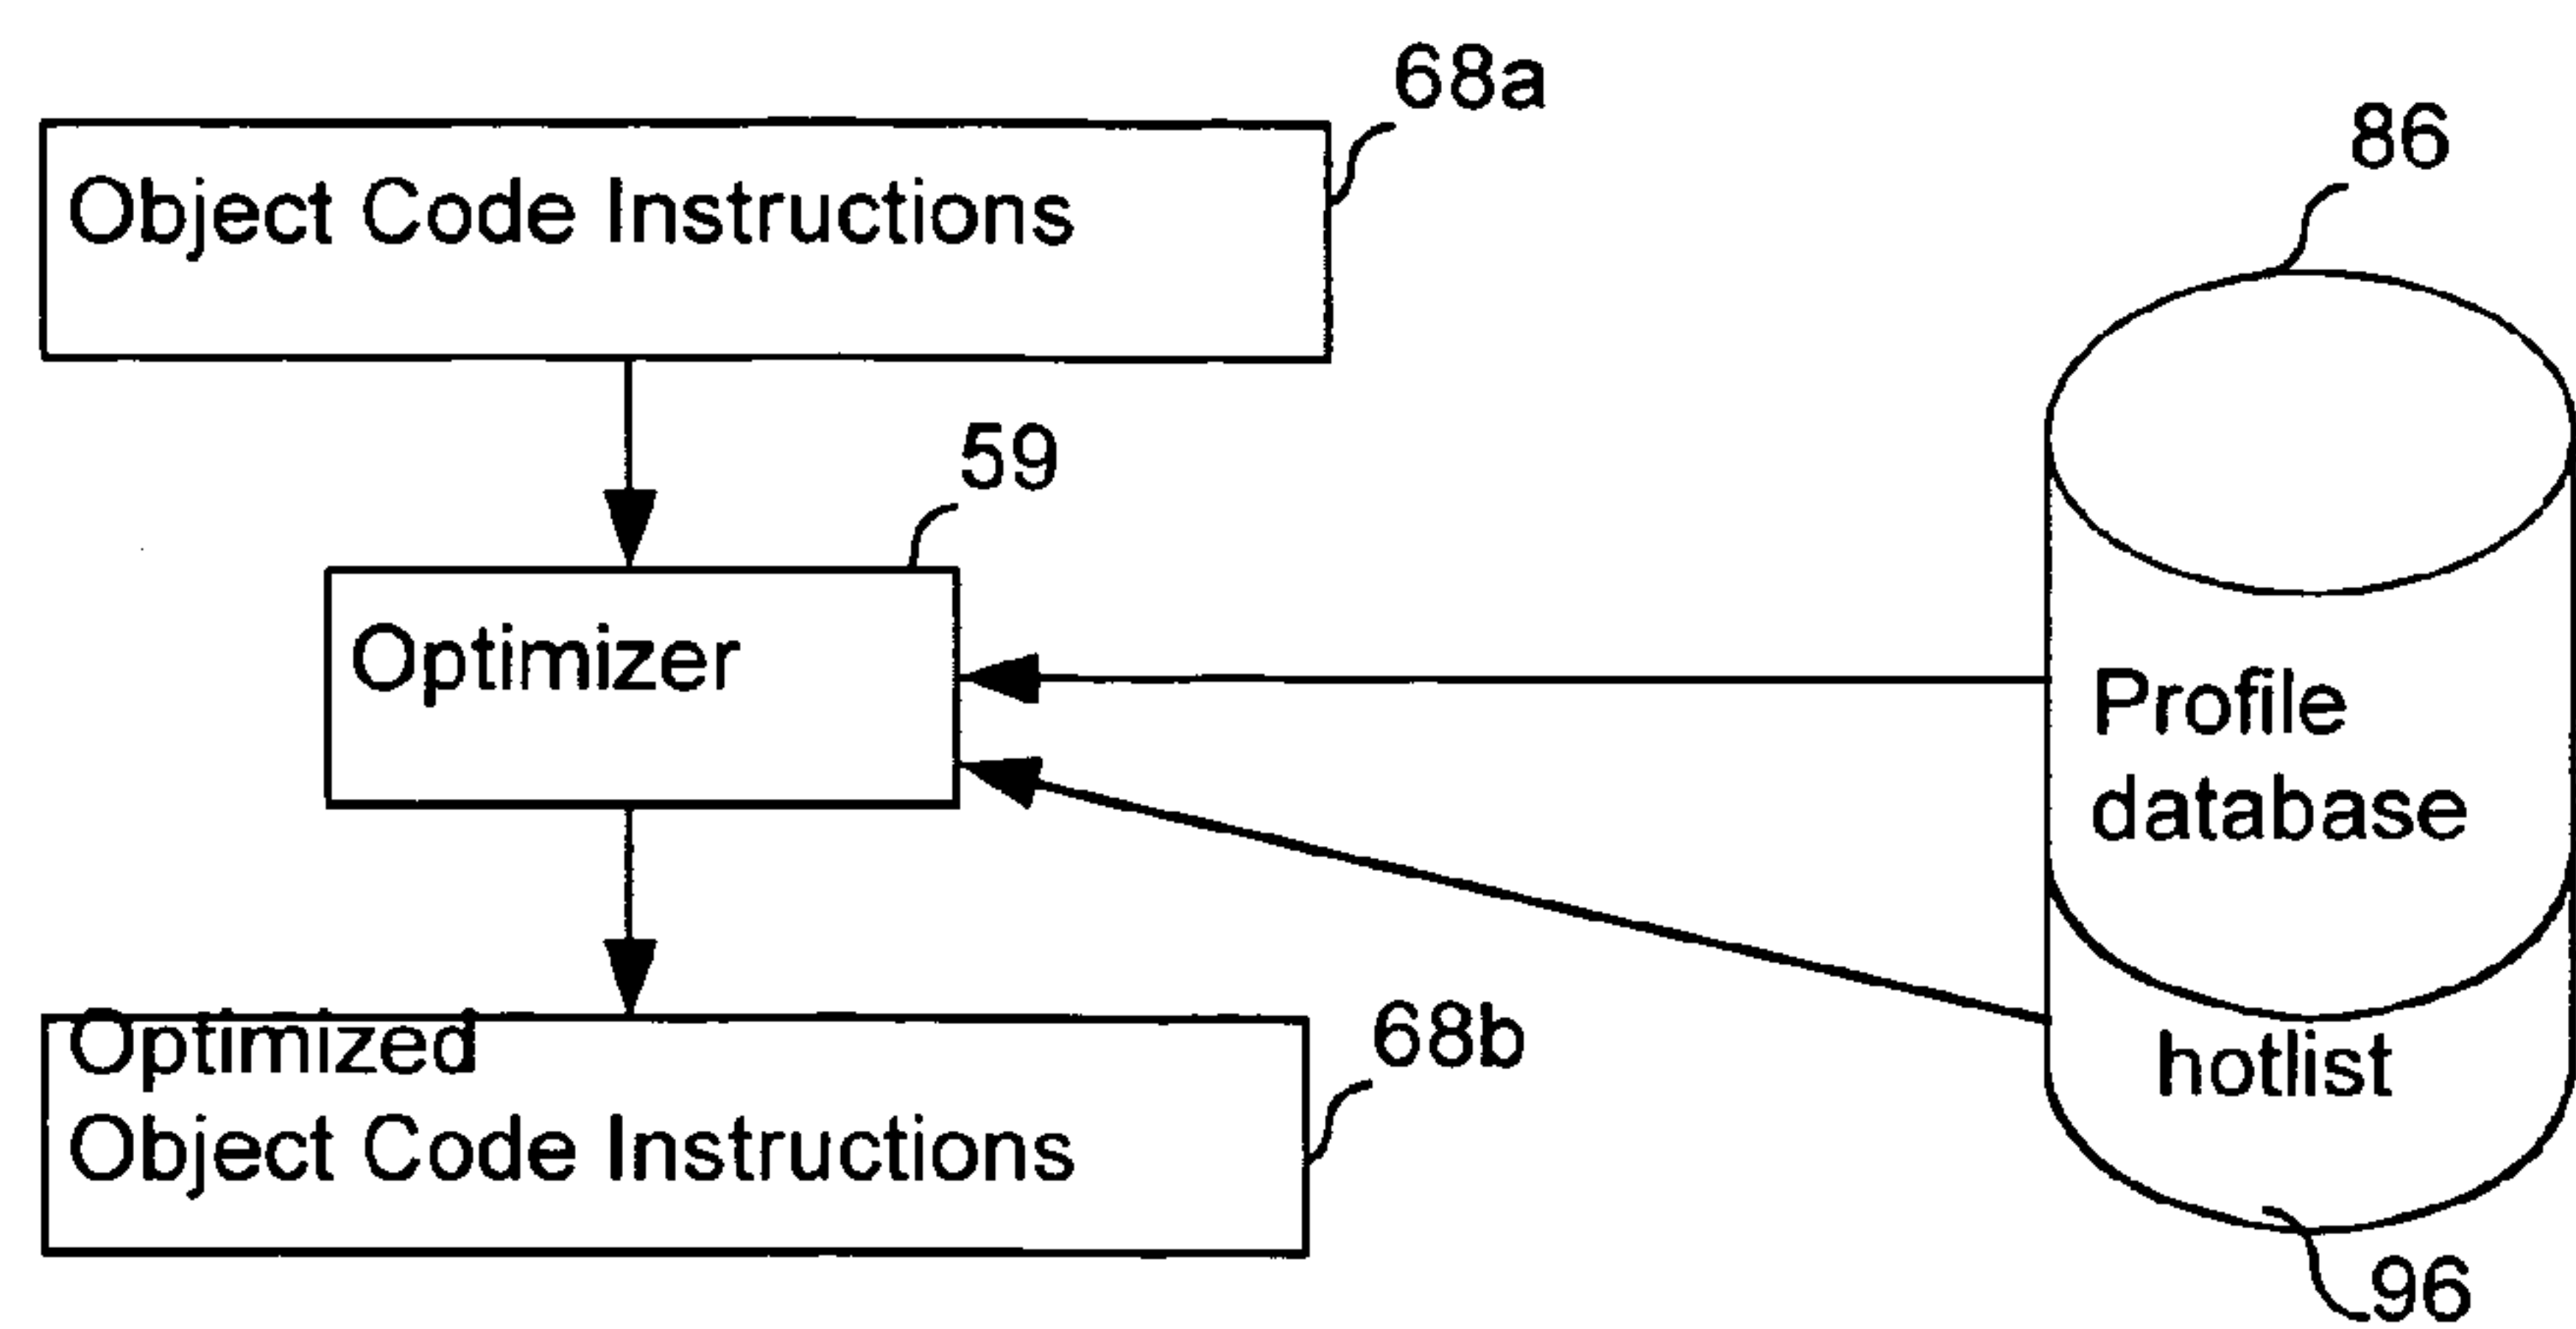 68a
Object Code Instructions
86
59
Optimizer
Profile
database
Optimized
Object Code Instructions
68b
hotlist
96